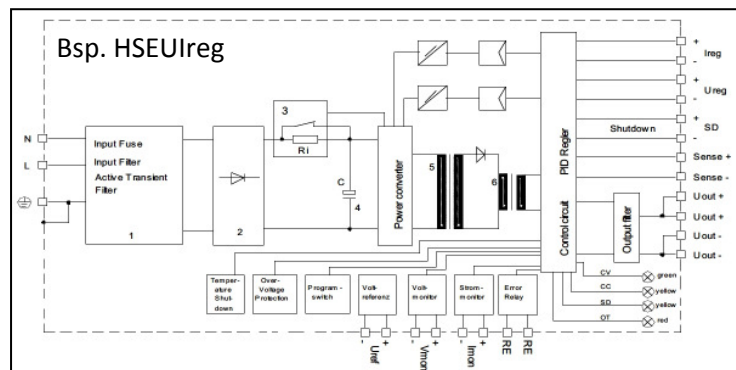 Bsp. HSEUIreg
N
L
Input Fuse
Input Filter
Active Transient
Filter
1
2
3
Ri
C
4
Power converter
5
6
PID Regler
Control circuit
Output filter
+
Ireg
-
+
Ureg
-
+
Shutdown
SD
-
Sense +
Sense -
Uout +
Uout +
Uout -
Uout -
CV
green
CC
yellow
SD
yellow
OT
red
Temper-
ature
Shut-
down
Over-
Voltage
Protection
Program-
switch
Volt-
referenz
Volt-
monitor
Strom-
monitor
Error
Relay
- +
Uref
- +
Vmon
- +
Imon
RE
RE